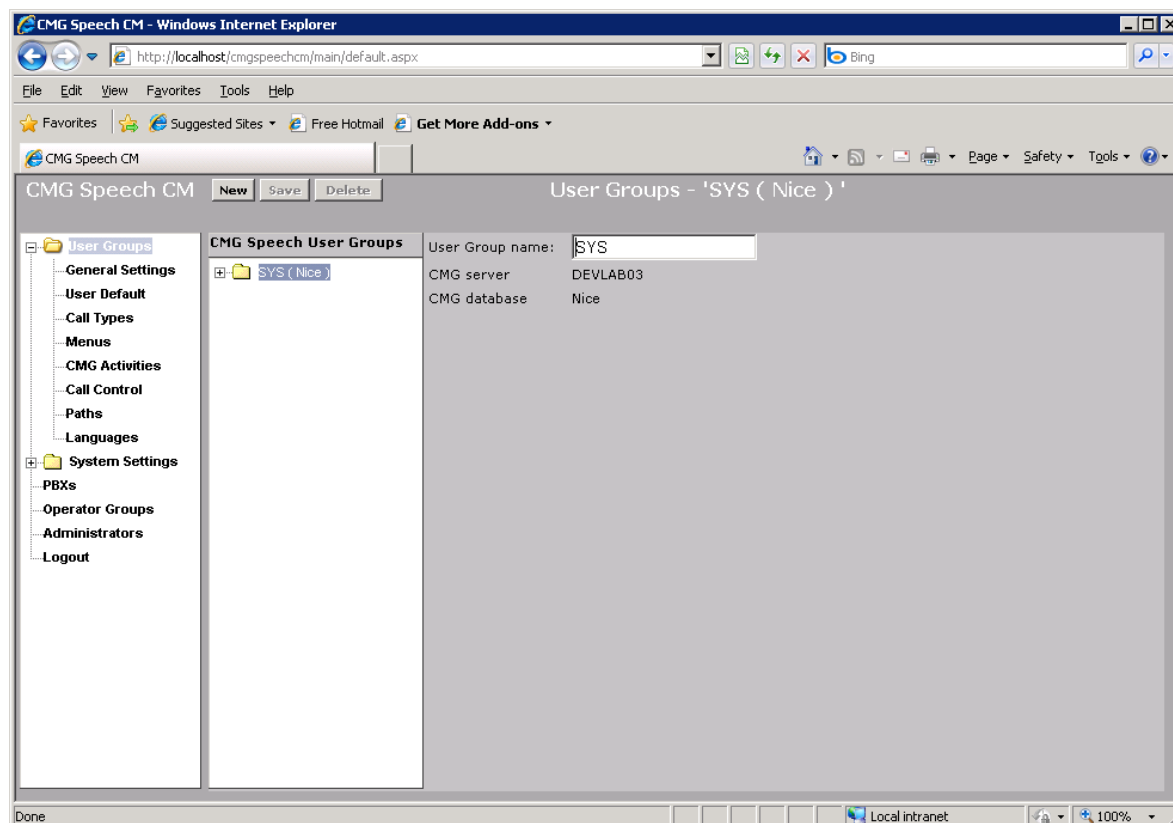 CMG Speech CM - Windows Internet Explorer
http://localhost/cmgspeechcm/main/default.aspx
Bing
File Edit View Favorites Tools Help
Favorites Suggested Sites Free Hotmail Get More Add-ons
CMG Speech CM
Page Safety Tools
CMG Speech CM New Save Delete User Groups - 'SYS ( Nice ) '
User Groups
General Settings
User Default
Call Types
Menus
CMG Activities
Call Control
Paths
Languages
System Settings
PBXs
Operator Groups
Administrators
Logout
CMG Speech User Groups
SYS ( Nice )
User Group name: SYS
CMG server DEVLAB03
CMG database Nice
Done Local intranet 100%